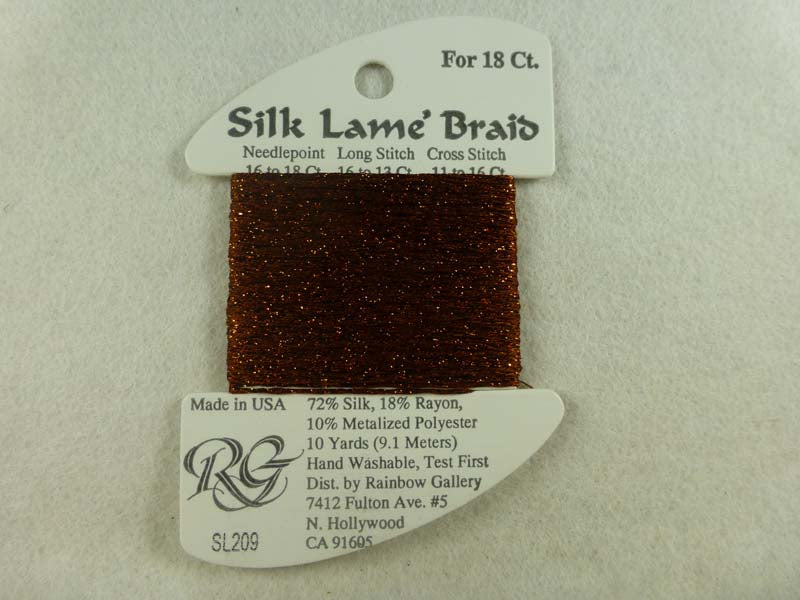 For 18 Ct.
Silk Lame' Braid
Needlepoint Long Stitch Cross Stitch
16 to 18 Ct. 16 to 13 Ct. 11 to 16 Ct.
Made in USA
72% Silk, 18% Rayon,
10% Metalized Polyester
10 Yards (9.1 Meters)
Hand Washable, Test First
Dist. by Rainbow Gallery
7412 Fulton Ave. #5
N. Hollywood
CA 91605
RG
SL209